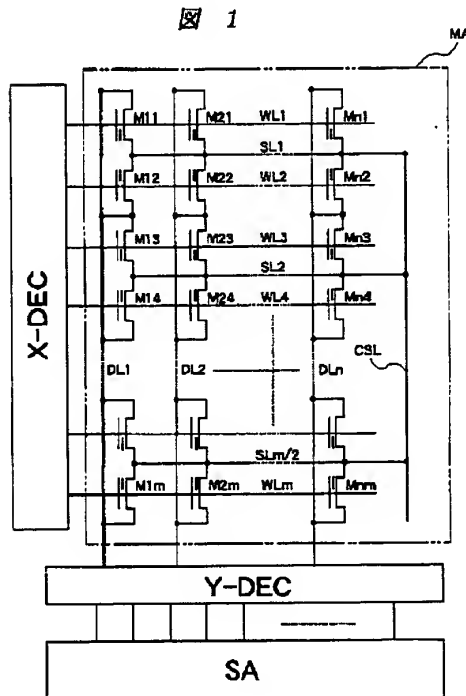 図 1
MA
M11 M21 WL1 Mn1
SL1
M12 M22 WL2 Mn2
M13 M23 WL3 Mn3
SL2
M14 M24 WL4 Mn4
X-DEC
DL1 DL2 DLn CSL
SLm/2
M1m M2m WLm Mnm
Y-DEC
SA